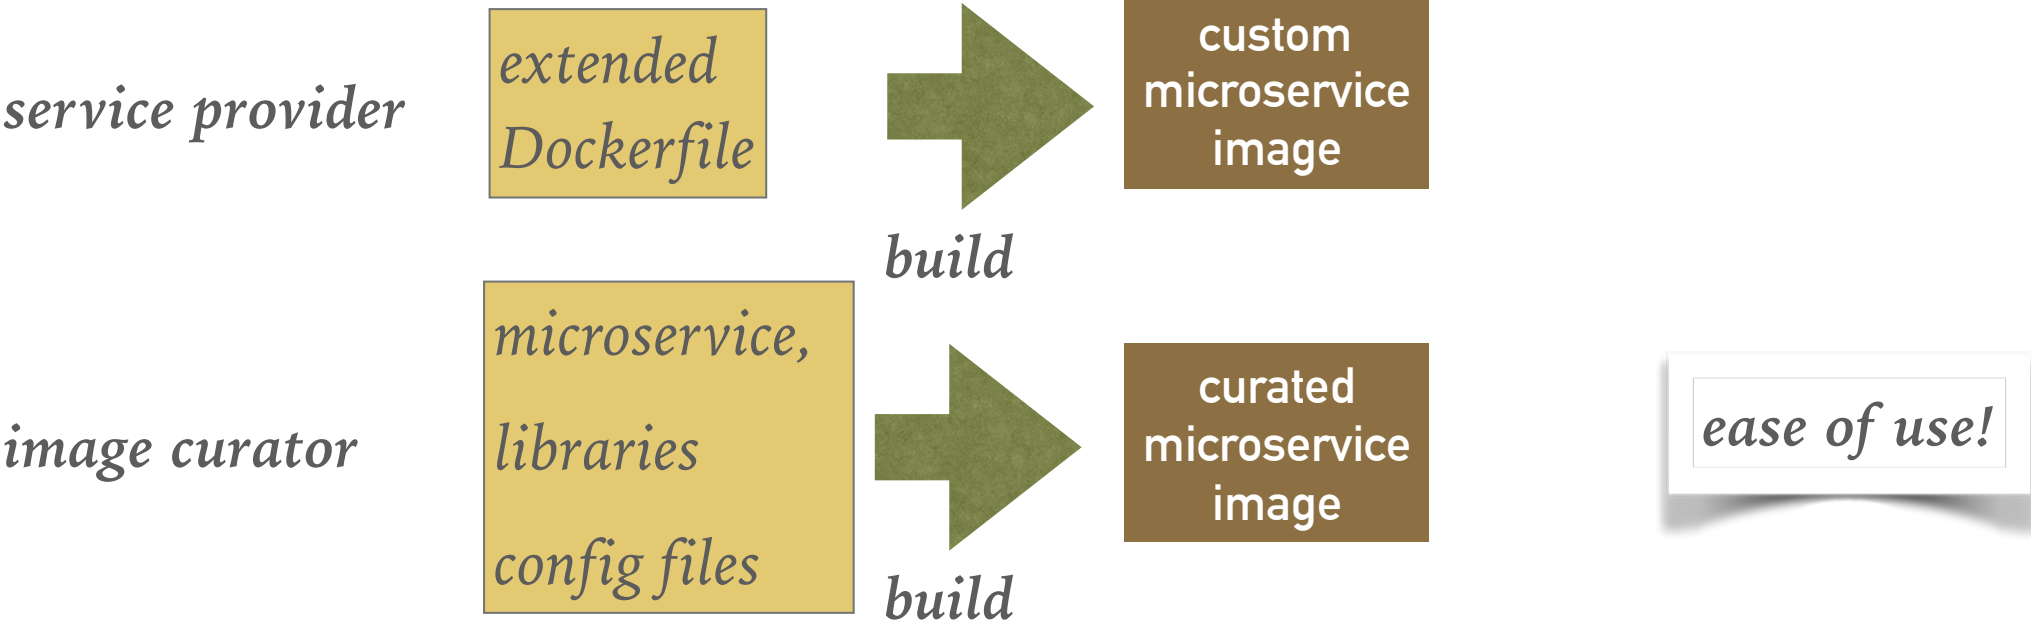 service provider
extended
Dockerfile
build
custom
microservice
image
image curator
microservice,
libraries
config files
build
curated
microservice
image
ease of use!